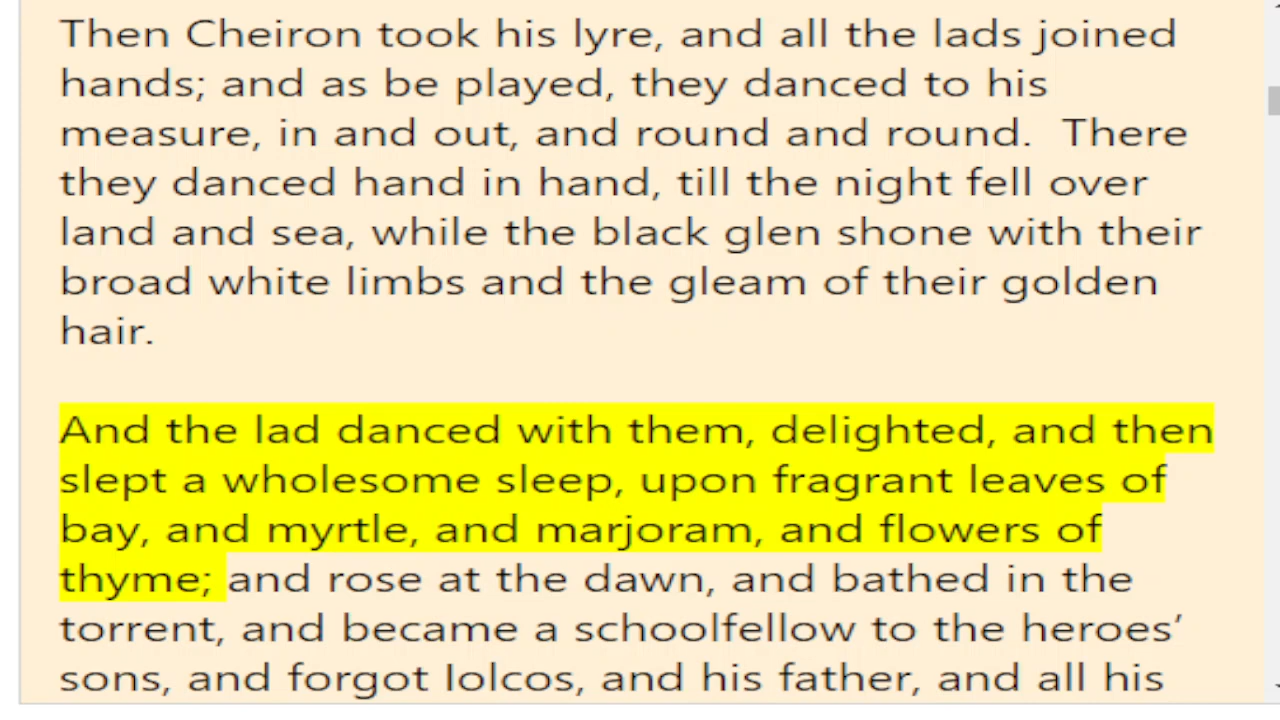 Then Cheiron took his lyre, and all the lads joined
hands; and as be played, they danced to his
measure, in and out, and round and round.  There
they danced hand in hand, till the night fell over
land and sea, while the black glen shone with their
broad white limbs and the gleam of their golden
hair.
And the lad danced with them, delighted, and then
slept a wholesome sleep, upon fragrant leaves of
bay, and myrtle, and marjoram, and flowers of
thyme; and rose at the dawn, and bathed in the
torrent, and became a schoolfellow to the heroes’
sons, and forgot Iolcos, and his father, and all his